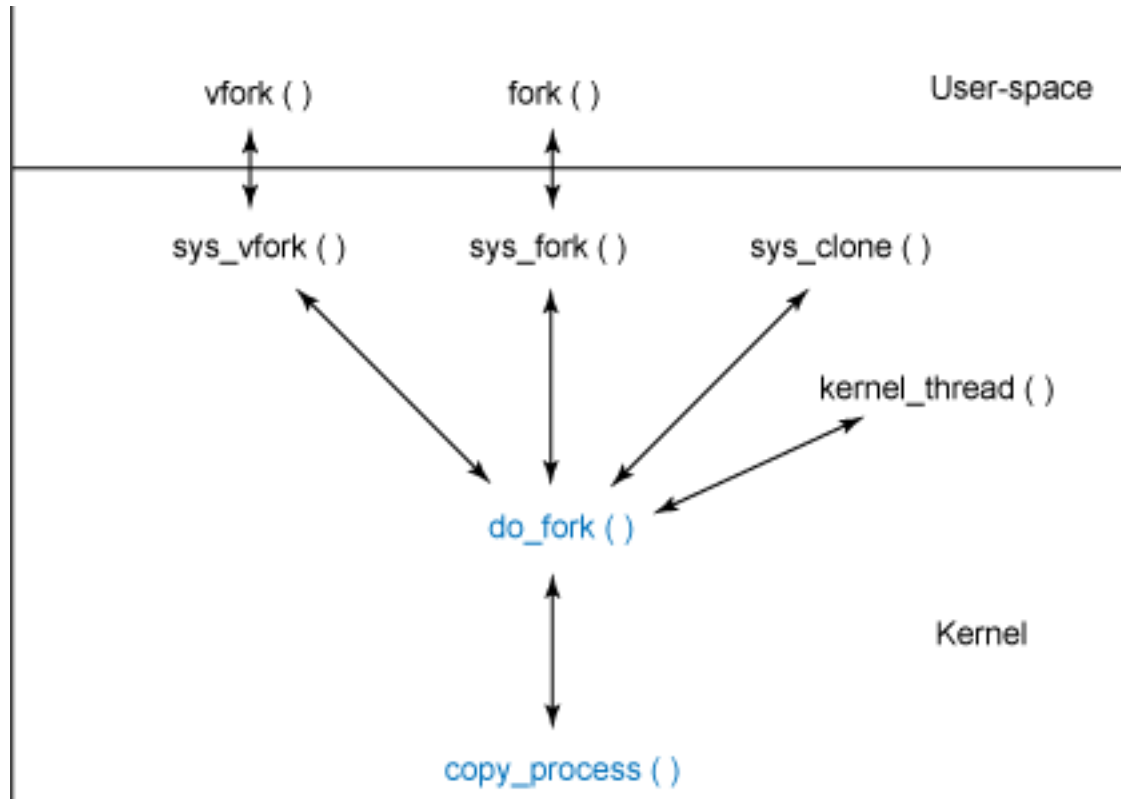 vfork ( )
fork ( )
User-space
sys_vfork ( )
sys_fork ( )
sys_clone ( )
kernel_thread ( )
do_fork ( )
Kernel
copy_process ( )